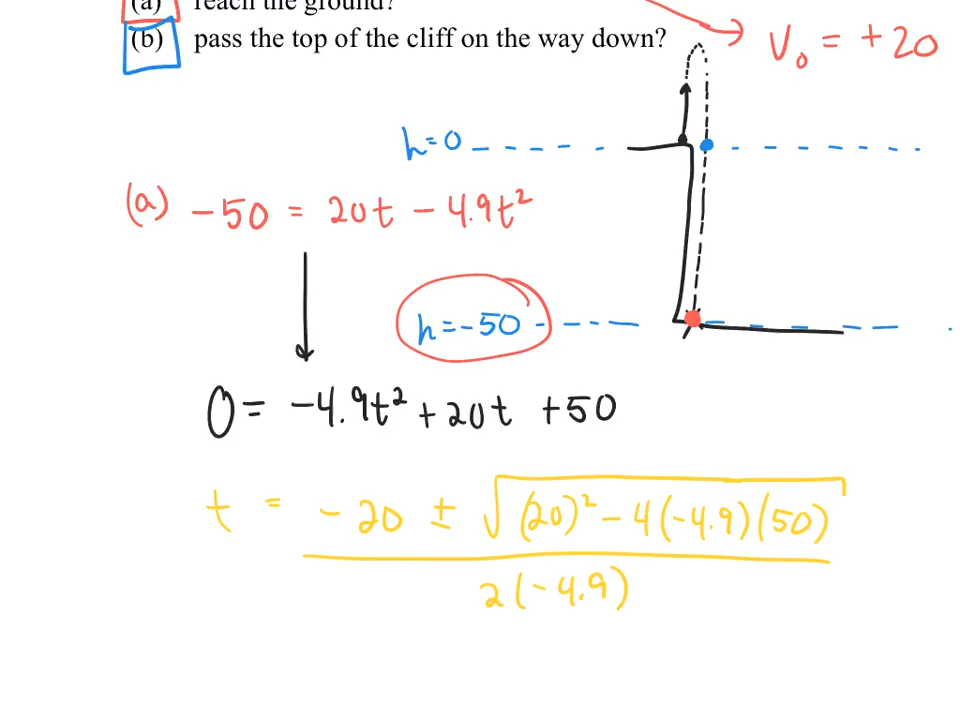 (a) reach the ground?
(b) pass the top of the cliff on the way down?
V₀ = +20
h=0
(a) -50 = 20t - 4.9t²
h=-50
0= -4.9t² +20t +50
t = -20 ± √(20)² - 4(-4.9)(50)
2(-4.9)